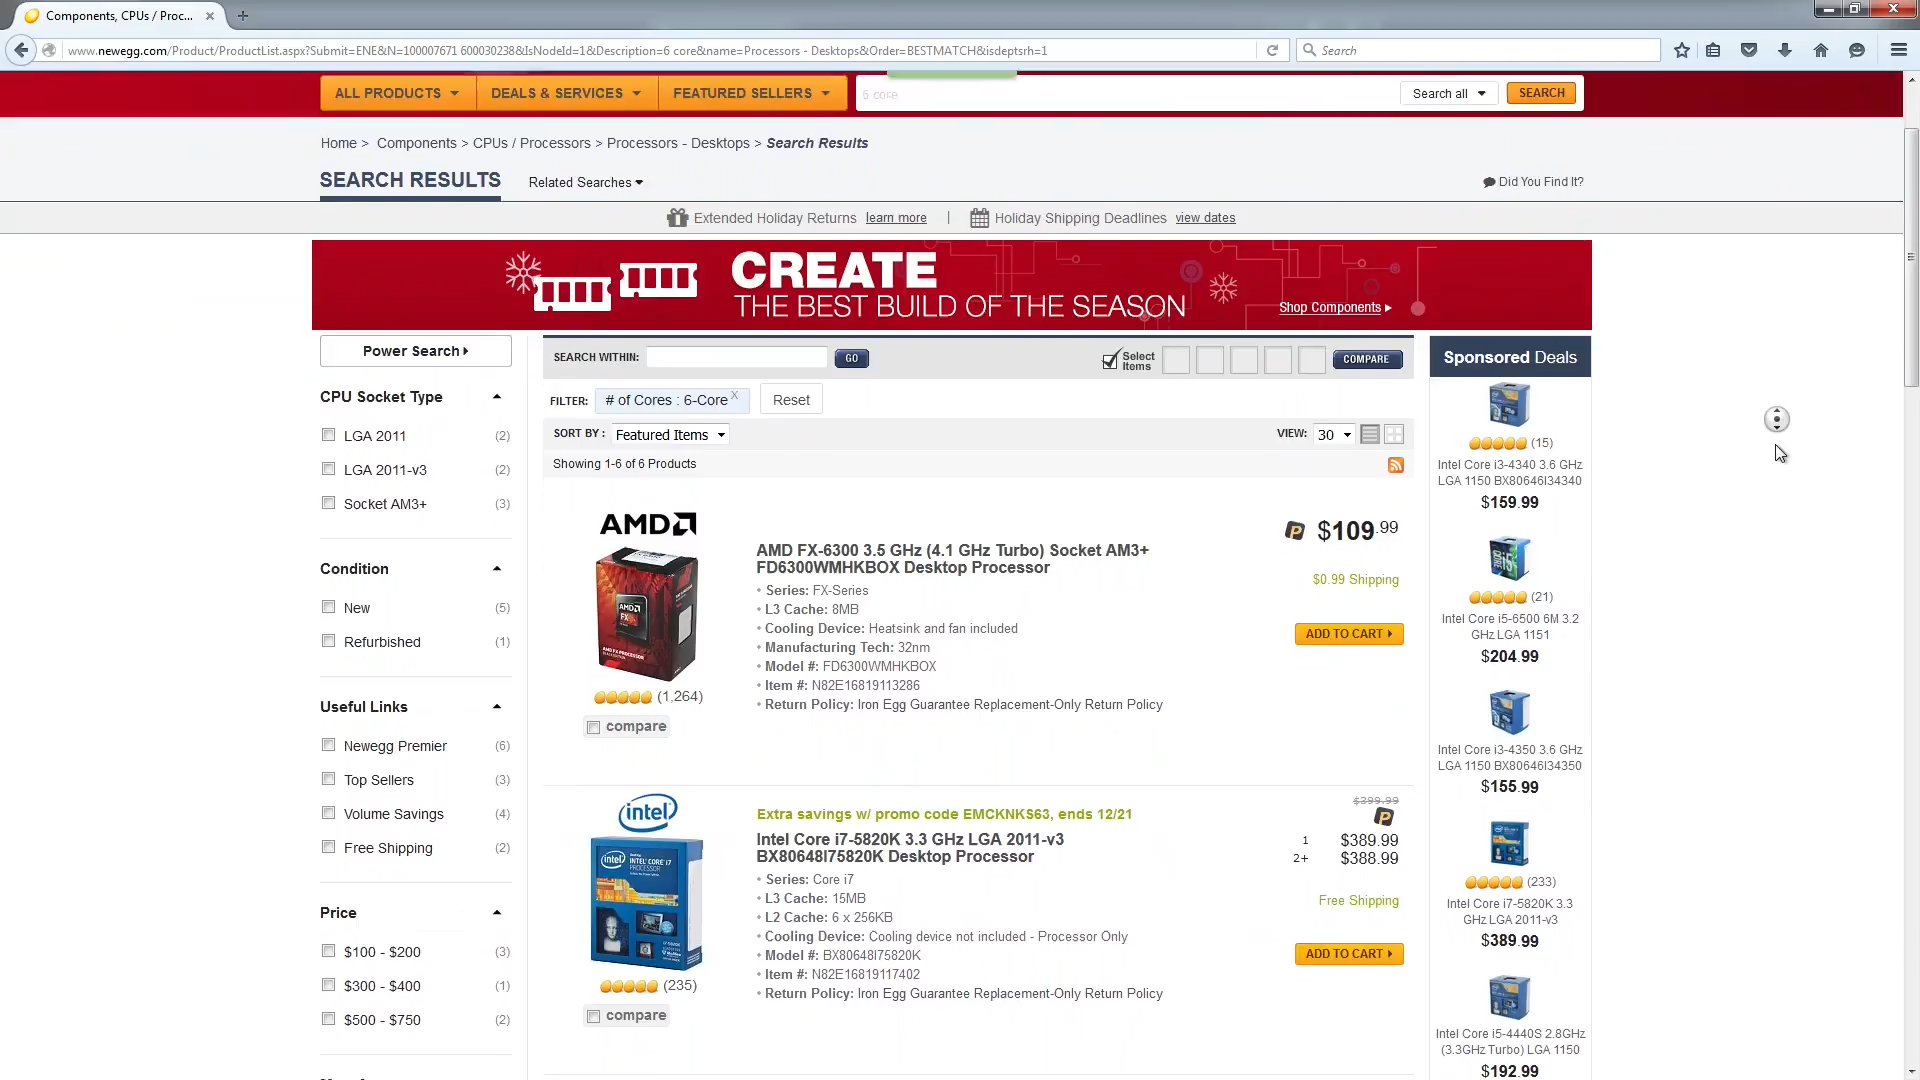 Components, CPUs / Proc...
www.newegg.com/Product/ProductList.aspx?Submit=ENE&N=100007671 600030238&IsNodeId=1&Description=6 core&name=Processors - Desktops&Order=BESTMATCH&isdeptsrh=1
Search
ALL PRODUCTS
DEALS & SERVICES
FEATURED SELLERS
6 core
Search all
SEARCH
Home > Components > CPUs / Processors > Processors - Desktops > Search Results
SEARCH RESULTS
Related Searches
Did You Find It?
Extended Holiday Returns learn more | Holiday Shipping Deadlines view dates
CREATE
THE BEST BUILD OF THE SEASON
Shop Components
Power Search
CPU Socket Type
LGA 2011 (2)
LGA 2011-v3 (2)
Socket AM3+ (3)
Condition
New (5)
Refurbished (1)
Useful Links
Newegg Premier (6)
Top Sellers (3)
Volume Savings (4)
Free Shipping (2)
Price
$100 - $200 (3)
$300 - $400 (1)
$500 - $750 (2)
SEARCH WITHIN:
GO
Select
Items
COMPARE
FILTER: # of Cores : 6-Core X
Reset
SORT BY : Featured Items
VIEW: 30
Showing 1-6 of 6 Products
AMD
AMD
FX
AMD FX PROCESSOR
(1,264)
compare
AMD FX-6300 3.5 GHz (4.1 GHz Turbo) Socket AM3+
FD6300WMHKBOX Desktop Processor
• Series: FX-Series
• L3 Cache: 8MB
• Cooling Device: Heatsink and fan included
• Manufacturing Tech: 32nm
• Model #: FD6300WMHKBOX
• Item #: N82E16819113286
• Return Policy: Iron Egg Guarantee Replacement-Only Return Policy
$109.99
$0.99 Shipping
ADD TO CART
intel
intel
(235)
compare
Extra savings w/ promo code EMCKNKS63, ends 12/21
Intel Core i7-5820K 3.3 GHz LGA 2011-v3
BX80648I75820K Desktop Processor
• Series: Core i7
• L3 Cache: 15MB
• L2 Cache: 6 x 256KB
• Cooling Device: Cooling device not included - Processor Only
• Model #: BX80648I75820K
• Item #: N82E16819117402
• Return Policy: Iron Egg Guarantee Replacement-Only Return Policy
$399.99
1 $389.99
2+ $388.99
Free Shipping
ADD TO CART
Sponsored Deals
(15)
Intel Core i3-4340 3.6 GHz
LGA 1150 BX80646I34340
$159.99
(21)
Intel Core i5-6500 6M 3.2
GHz LGA 1151
$204.99
Intel Core i3-4350 3.6 GHz
LGA 1150 BX80646I34350
$155.99
(233)
Intel Core i7-5820K 3.3
GHz LGA 2011-v3
$389.99
Intel Core i5-4440S 2.8GHz
(3.3GHz Turbo) LGA 1150
$192.99